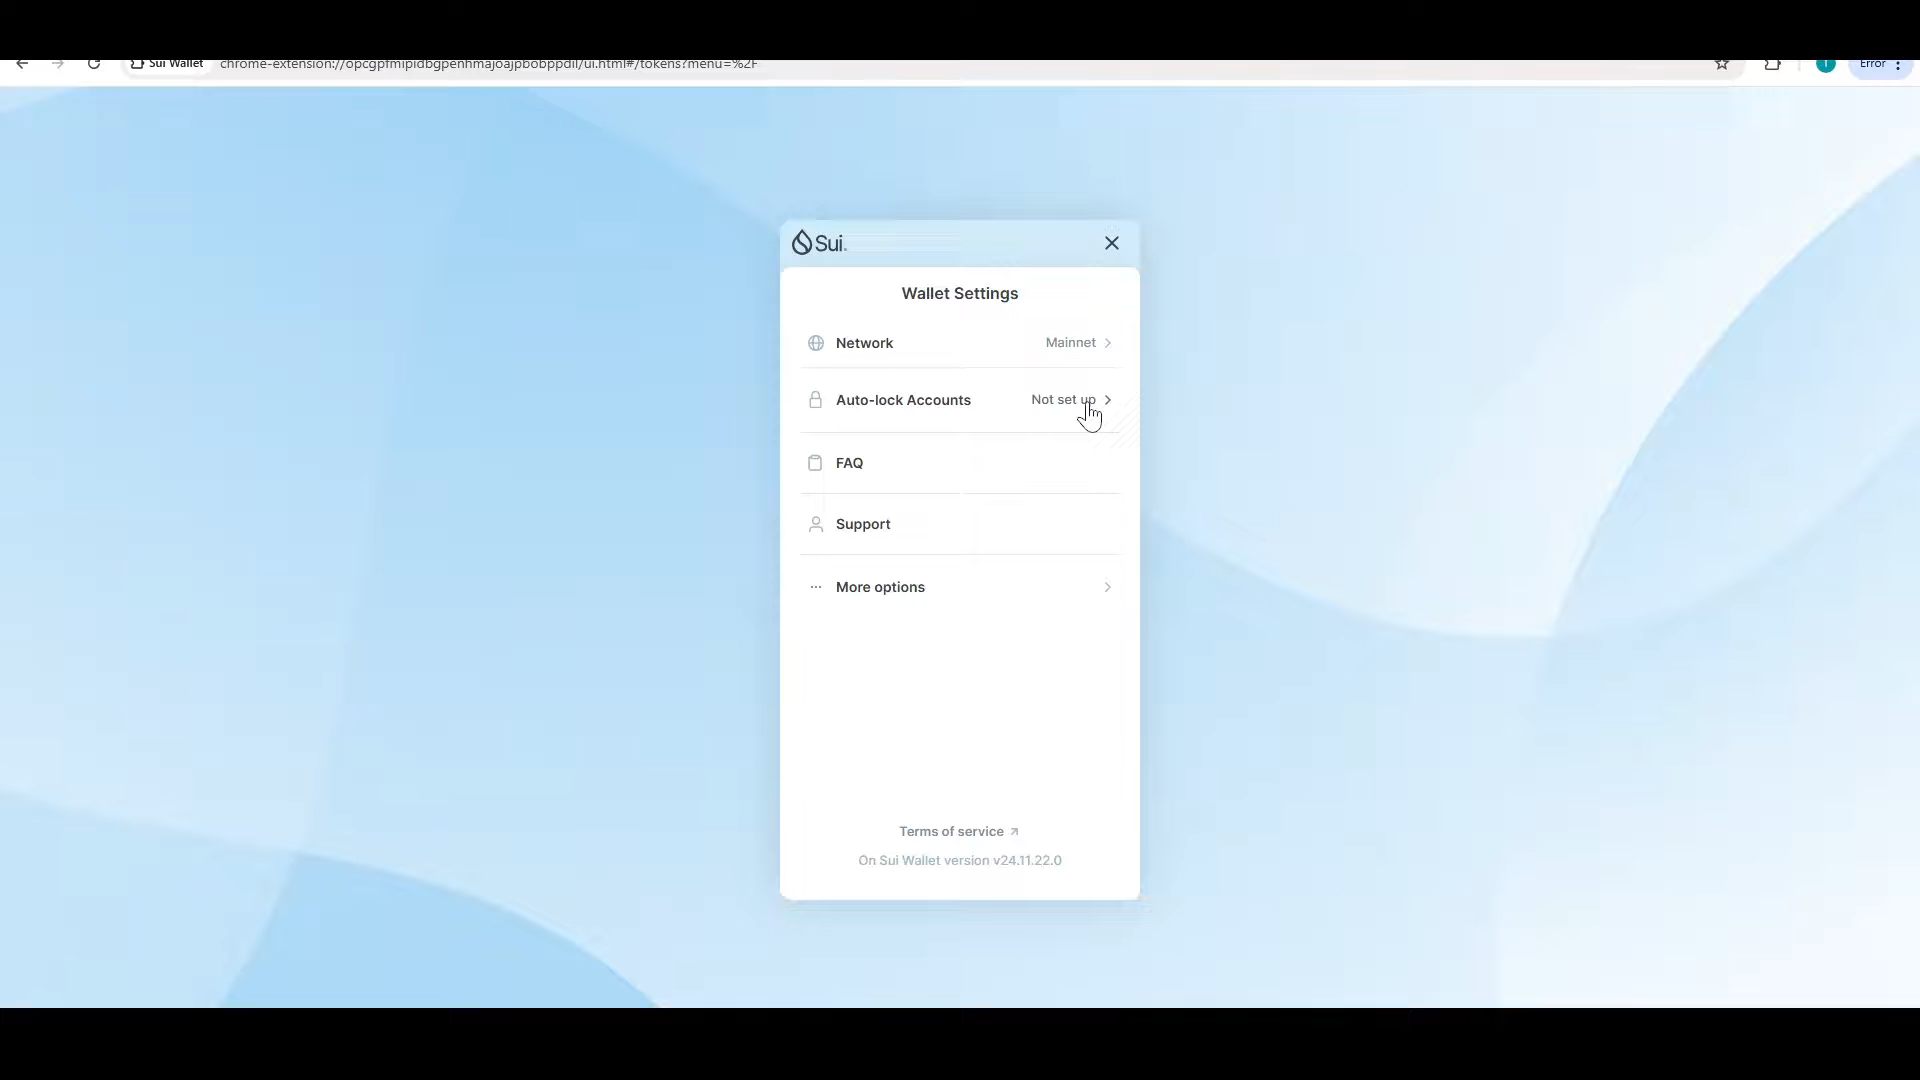 Sui Wallet chrome-extension://opcgpfmipidbgpenhmajoajpbobppdil/ui.html#/tokens?menu=%2F
T
Error
Sui
Wallet Settings
Network Mainnet
Auto-lock Accounts Not set up
FAQ
Support
More options
Terms of service
On Sui Wallet version v24.11.22.0